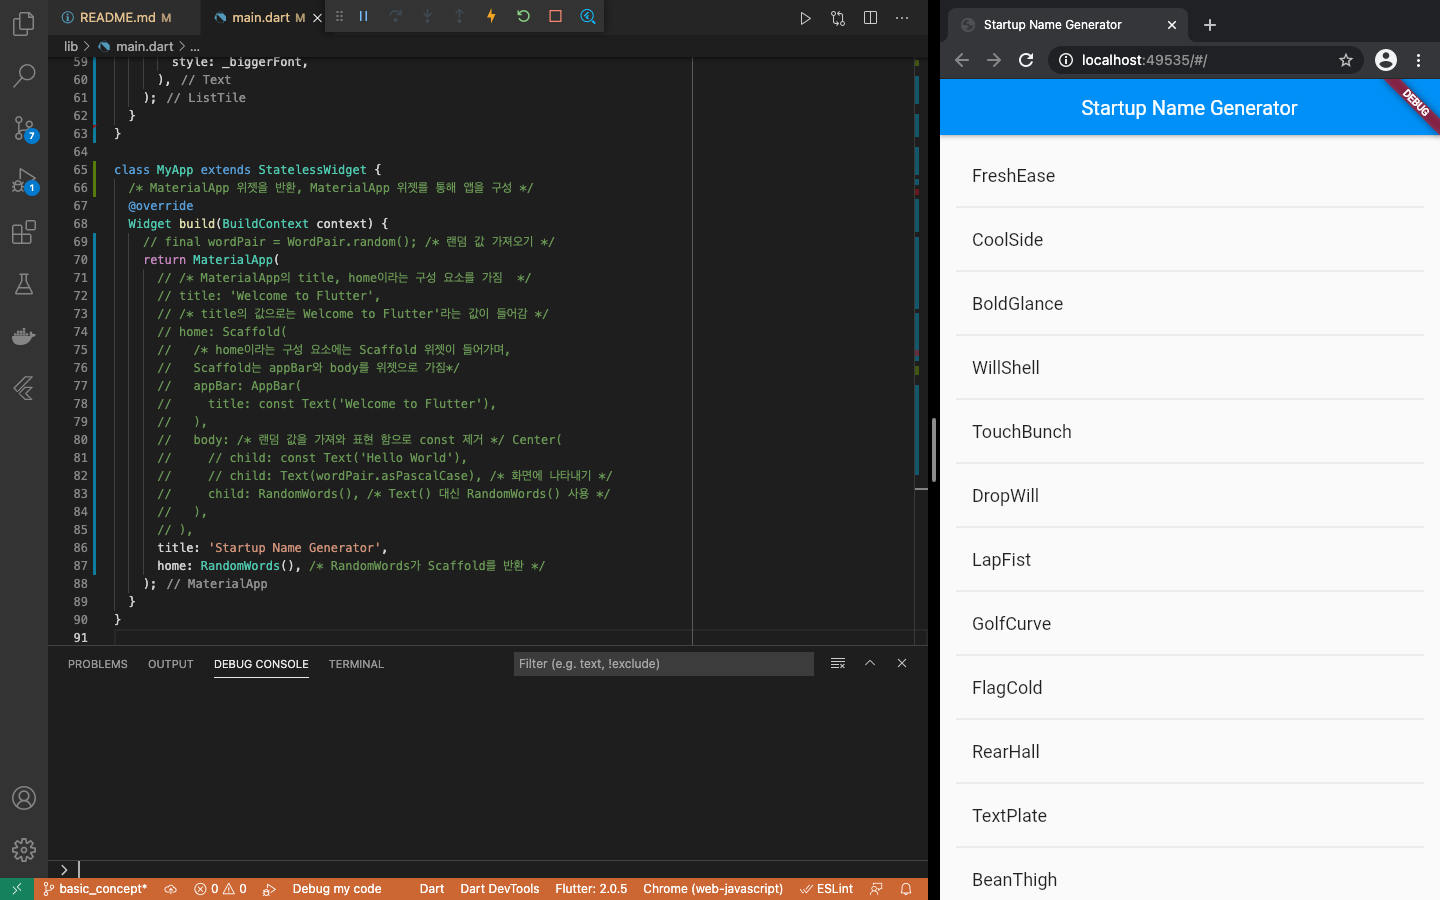 README.md M
main.dart M
lib > main.dart > ...
59 style: _biggerFont,
60 ), // Text
61 ); // ListTile
62 }
63 }
64
65 class MyApp extends StatelessWidget {
66 /* MaterialApp 위젯을 반환, MaterialApp 위젯를 통해 앱을 구성 */
67 @override
68 Widget build(BuildContext context) {
69 // final wordPair = WordPair.random(); /* 랜덤 값 가져오기 */
70 return MaterialApp(
71 // /* MaterialApp의 title, home이라는 구성 요소를 가짐  */
72 // title: 'Welcome to Flutter',
73 // /* title의 값으로는 Welcome to Flutter'라는 값이 들어감 */
74 // home: Scaffold(
75 //   /* home이라는 구성 요소에는 Scaffold 위젯이 들어가며,
76 //   Scaffold는 appBar와 body를 위젯으로 가짐*/
77 //   appBar: AppBar(
78 //     title: const Text('Welcome to Flutter'),
79 //   ),
80 //   body: /* 랜덤 값을 가져와 표현 함으로 const 제거 */ Center(
81 //     // child: const Text('Hello World'),
82 //     // child: Text(wordPair.asPascalCase), /* 화면에 나타내기 */
83 //     child: RandomWords(), /* Text() 대신 RandomWords() 사용 */
84 //   ),
85 // ),
86 title: 'Startup Name Generator',
87 home: RandomWords(), /* RandomWords가 Scaffold를 반환 */
88 ); // MaterialApp
89 }
90 }
91
7
1
PROBLEMS OUTPUT DEBUG CONSOLE TERMINAL
Filter (e.g. text, !exclude)
basic_concept* 0 0 Debug my code Dart Dart DevTools Flutter: 2.0.5 Chrome (web-javascript) ESLint
Startup Name Generator
localhost:49535/#/
Startup Name Generator
DEBUG
FreshEase
CoolSide
BoldGlance
WillShell
TouchBunch
DropWill
LapFist
GolfCurve
FlagCold
RearHall
TextPlate
BeanThigh